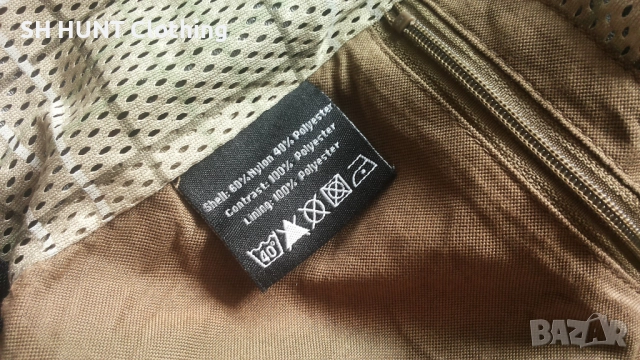 SH HUNT Clothing
Shell: 60% Nylon 40% Polyester
Contrast: 100% Polyester
Lining: 100% Polyester
40°
BAZAR